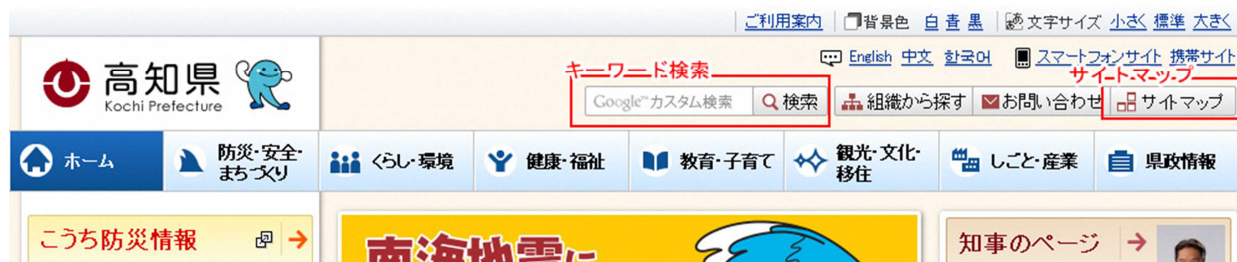 ご利用案内 背景色 白 青 黒 文字サイズ 小さく 標準 大きく
English 中文 한국어 スマートフォンサイト 携帯サイト
高知県
Kochi Prefecture
キーワード検索
サイトマップ
Google™カスタム検索 検索 組織から探す お問い合わせ サイトマップ
ホーム
防災・安全・
まちづくり
くらし・環境
健康・福祉
教育・子育て
観光・文化・
移住
しごと・産業
県政情報
こうち防災情報
南海地震に
知事のページ